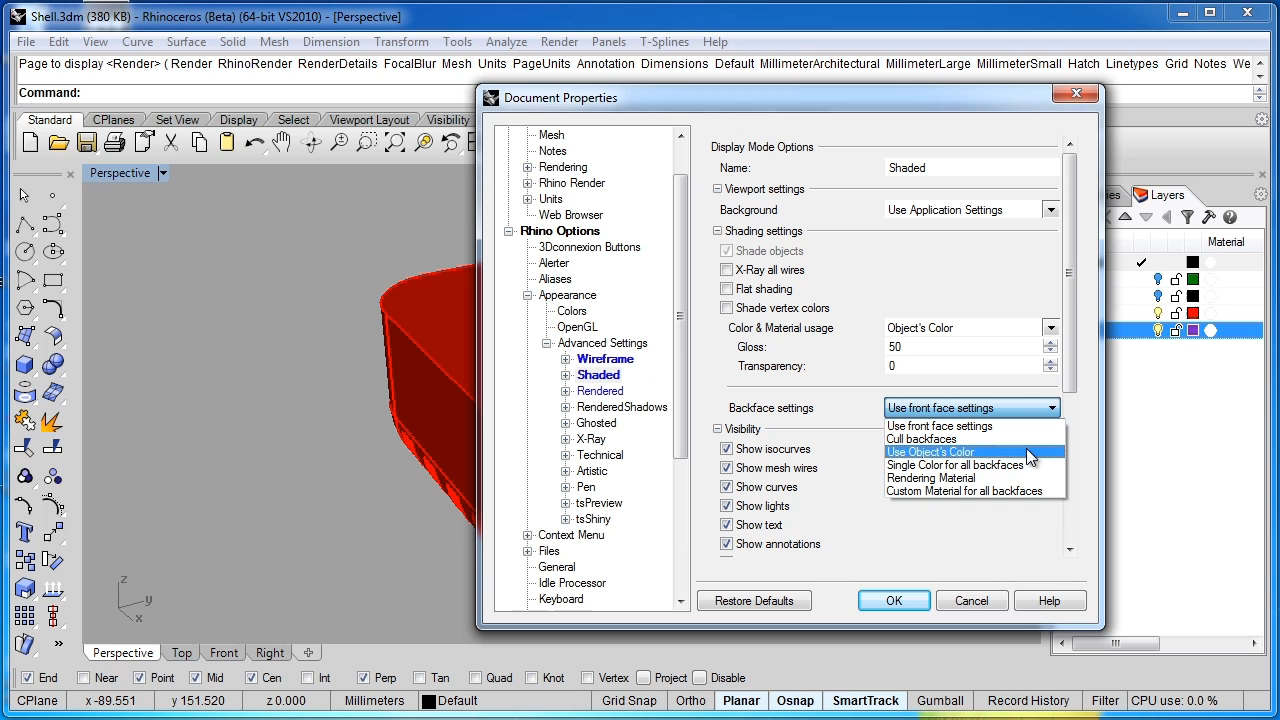 Shell.3dm (380 KB) - Rhinoceros (Beta) (64-bit VS2010) - [Perspective]
File Edit View Curve Surface Solid Mesh Dimension Transform Tools Analyze Render Panels T-Splines Help
Page to display <Render> ( Render RhinoRender RenderDetails FocalBlur Mesh Units PageUnits Annotation Dimensions Default MillimeterArchitectural MillimeterLarge MillimeterSmall Hatch Linetypes Grid Notes We
Command:
Standard CPlanes Set View Display Select Viewport Layout Visibility
Perspective
Document Properties
Mesh
Notes
Rendering
Rhino Render
Units
Web Browser
Rhino Options
3Dconnexion Buttons
Alerter
Aliases
Appearance
Colors
OpenGL
Advanced Settings
Wireframe
Shaded
Rendered
RenderedShadows
Ghosted
X-Ray
Technical
Artistic
Pen
tsPreview
tsShiny
Context Menu
Files
General
Idle Processor
Keyboard
Display Mode Options
Name: Shaded
Viewport settings
Background Use Application Settings
Shading settings
Shade objects
X-Ray all wires
Flat shading
Shade vertex colors
Color & Material usage Object's Color
Gloss: 50
Transparency: 0
Backface settings Use front face settings
Use front face settings
Cull backfaces
Use Object's Color
Single Color for all backfaces
Rendering Material
Custom Material for all backfaces
Visibility
Show isocurves
Show mesh wires
Show curves
Show lights
Show text
Show annotations
Restore Defaults OK Cancel Help
ies Layers
Material
z
y
x
Perspective Top Front Right
End Near Point Mid Cen Int Perp Tan Quad Knot Vertex Project Disable
CPlane x -89.551 y 151.520 z 0.000 Millimeters Default Grid Snap Ortho Planar Osnap SmartTrack Gumball Record History Filter CPU use: 0.0 %